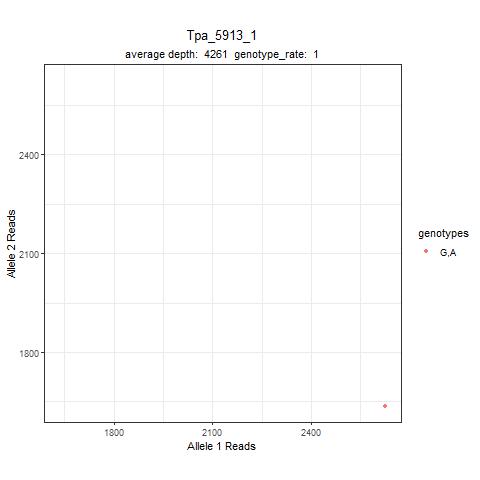 Tpa_5913_1
average depth:  4261  genotype_rate:  1
2400
2100
1800
Allele 2 Reads
1800 2100 2400
Allele 1 Reads
genotypes
G,A